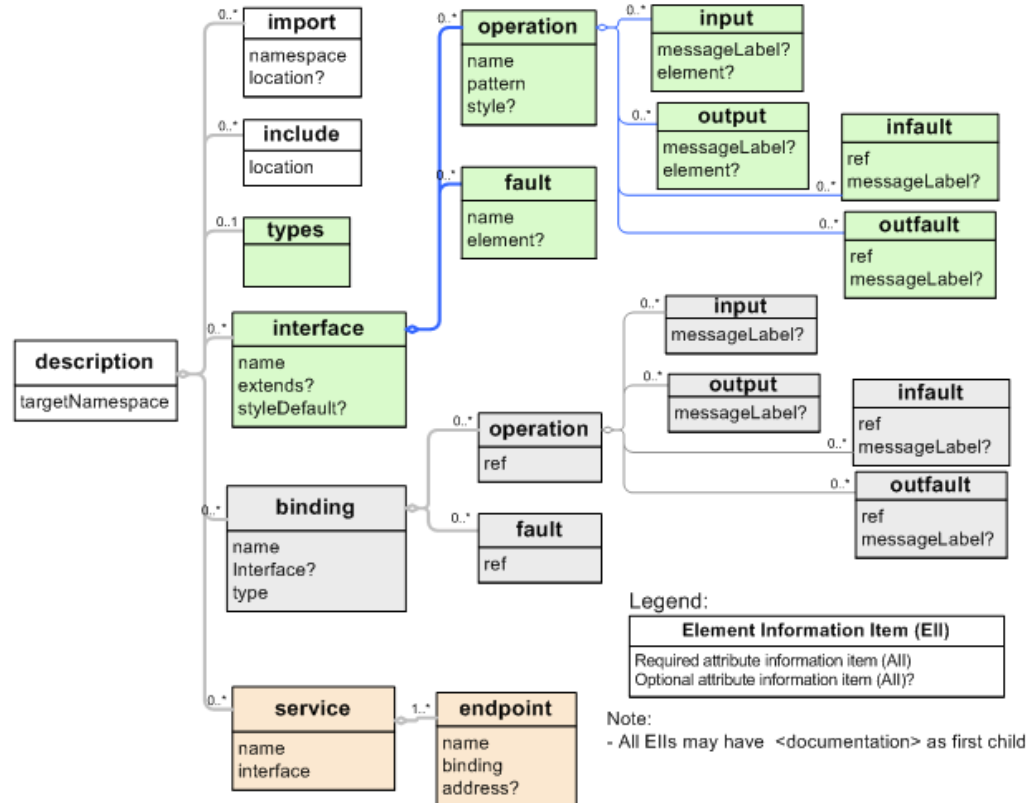 0..*
import
namespace
location?
0..*
include
location
0..1
types
0..*
interface
name
extends?
styleDefault?
description
targetNamespace
0..*
operation
name
pattern
style?
0..*
fault
name
element?
0..*
input
messageLabel?
element?
0..*
output
messageLabel?
element?
0..*
infault
ref
messageLabel?
0..*
outfault
ref
messageLabel?
0..*
binding
name
Interface?
type
0..*
operation
ref
0..*
fault
ref
0..*
input
messageLabel?
0..*
output
messageLabel?
0..*
infault
ref
messageLabel?
0..*
outfault
ref
messageLabel?
0..*
service
name
interface
1..*
endpoint
name
binding
address?
Legend:
Element Information Item (EII)
Required attribute information item (AII)
Optional attribute information item (AII)?
Note:
- All EIIs may have <documentation> as first child